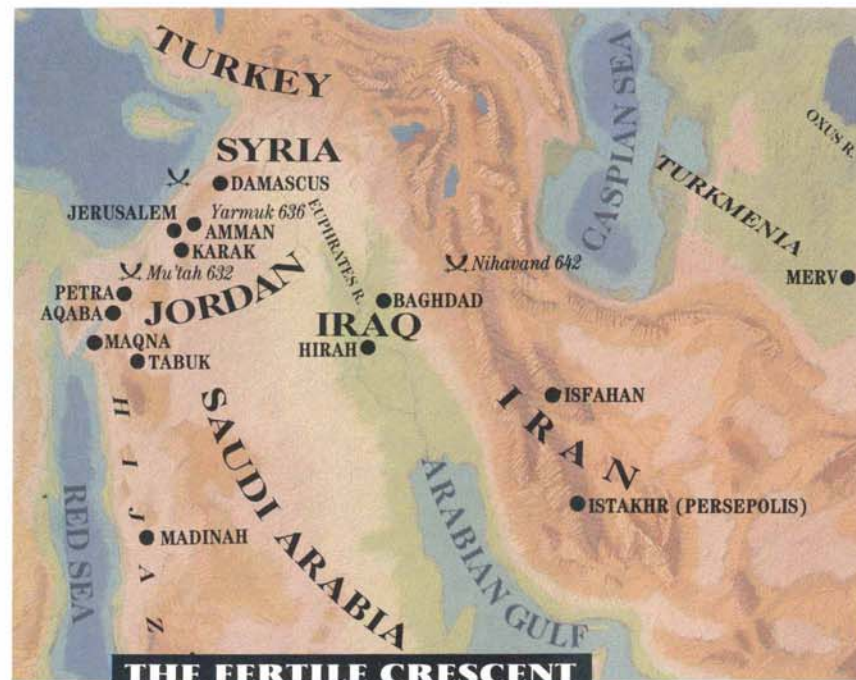 TURKEY
CASPIAN SEA
OXUS R.
SYRIA
TURKMENIA
DAMASCUS
EUPHRATES R.
JERUSALEM
Yarmuk 636
AMMAN
KARAK
Nihavand 642
MERV
Mu'tah 632
PETRA
JORDAN
BAGHDAD
AQABA
IRAQ
MAQNA
HIRAH
TABUK
ISFAHAN
HIJAZ
SAUDI ARABIA
IRAN
RED SEA
ARABIAN GULF
ISTAKHR (PERSEPOLIS)
MADINAH
THE FERTILE CRESCENT